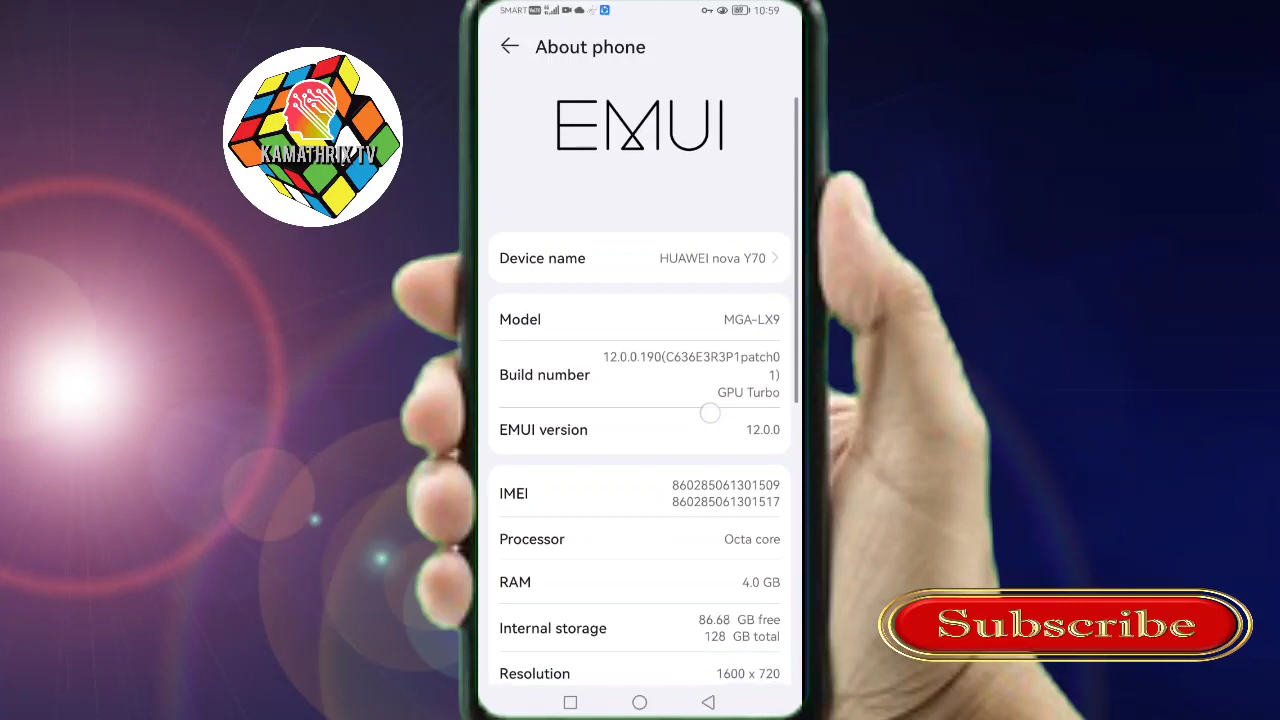 SMART
10:59
About phone
EMUI
KAMATHRIX TV
Device name
HUAWEI nova Y70
Model
MGA-LX9
Build number
12.0.0.190(C636E3R3P1patch0
1)
GPU Turbo
EMUI version
12.0.0
IMEI
860285061301509
860285061301517
Processor
Octa core
RAM
4.0 GB
Internal storage
86.68 GB free
128 GB total
Resolution
1600 x 720
Subscribe